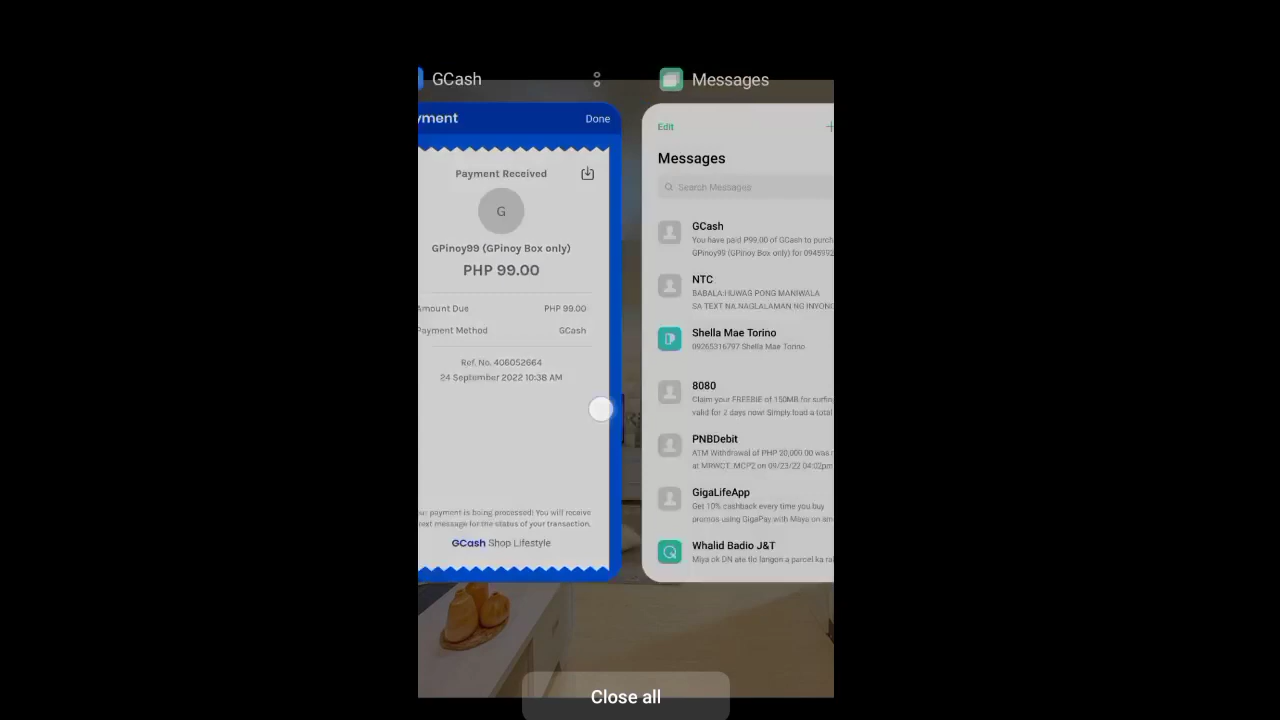 GCash
yment
Done
Payment Received
G
GPinoy99 (GPinoy Box only)
PHP 99.00
Amount Due
PHP 99.00
Payment Method
GCash
Ref. No. 406052664
24 September 2022 10:38 AM
payment is being processed! You will receive
text message for the status of your transaction.
GCash Shop Lifestyle
Messages
Edit
Messages
Search Messages
GCash
You have paid P99.00 of GCash to purch
GPinoy99 (GPinoy Box only) for 0948992
NTC
BABALA:HUWAG PONG MANIWALA
SA TEXT NA NAGLALAMAN NG INYONG
Shella Mae Torino
09265316797 Shella Mae Torino
8080
Claim your FREEBIE of 150MB for surfin
valid for 2 days now! Simply load a total
PNBDebit
ATM Withdrawal of PHP 20,000.00 was
at MRWCT_MCP2 on 09/23/22 04:02pm
GigaLifeApp
Get 10% cashback every time you buy
promos using GigaPay with Maya on
Whalid Badio J&T
Miya ok DN ate tlo langon a parcel ka
Close all